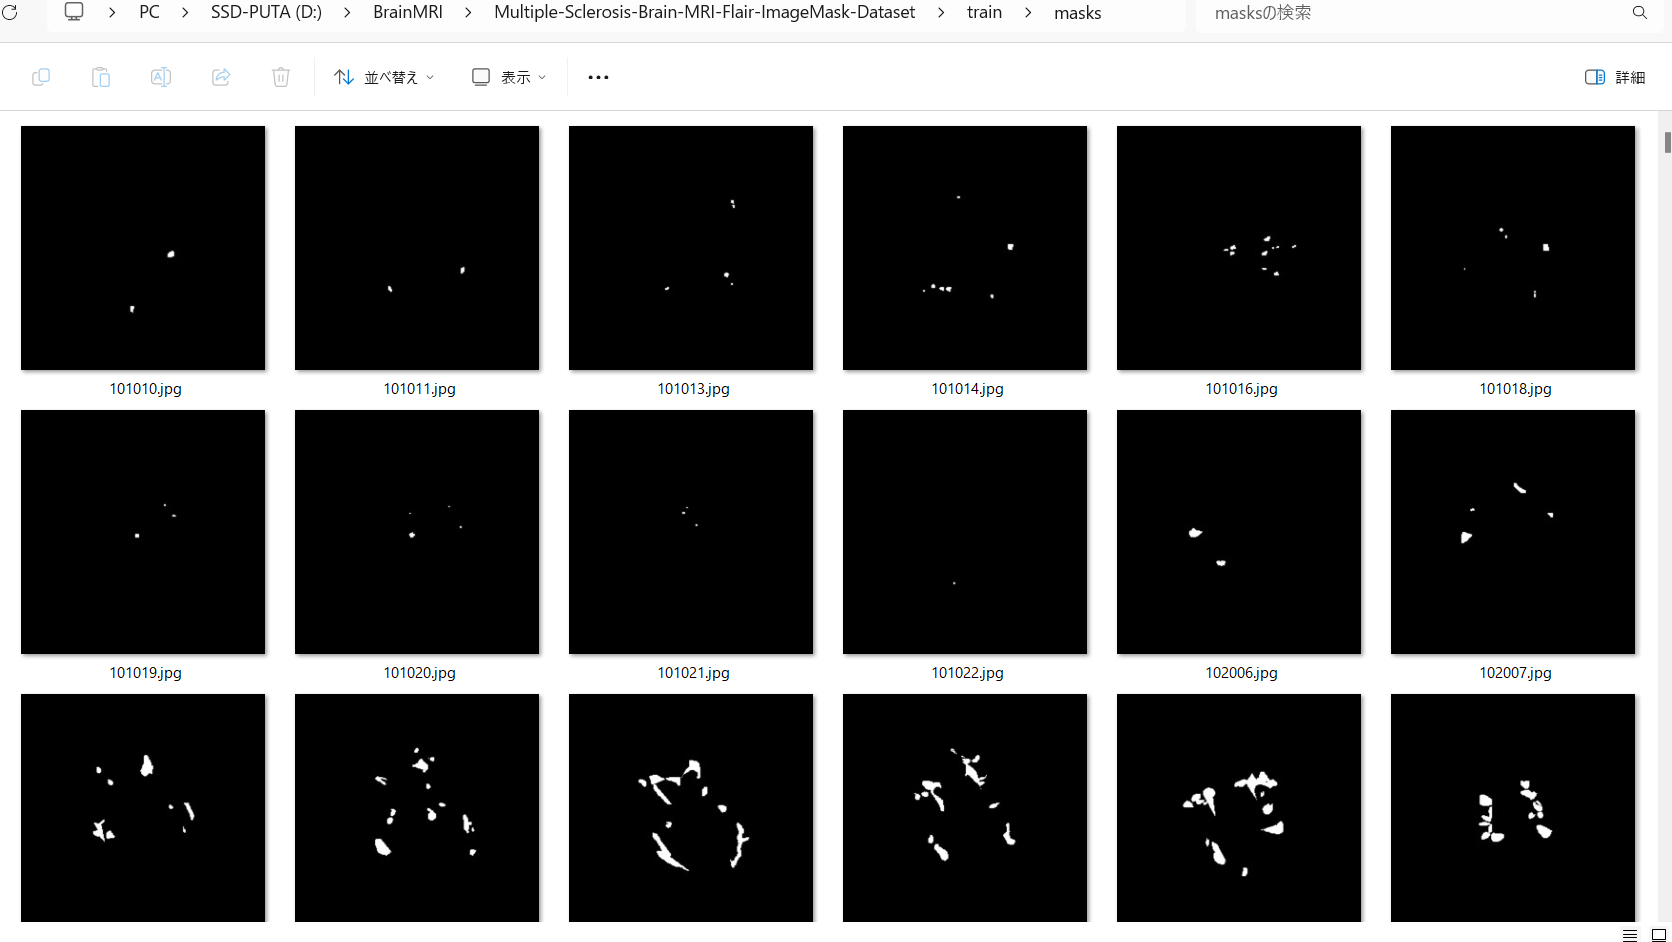 PC > SSD-PUTA (D:) > BrainMRI > Multiple-Sclerosis-Brain-MRI-Flair-ImageMask-Dataset > train > masks
masksの検索
並べ替え 表示 詳細
101010.jpg 101011.jpg 101013.jpg 101014.jpg 101016.jpg 101018.jpg
101019.jpg 101020.jpg 101021.jpg 101022.jpg 102006.jpg 102007.jpg